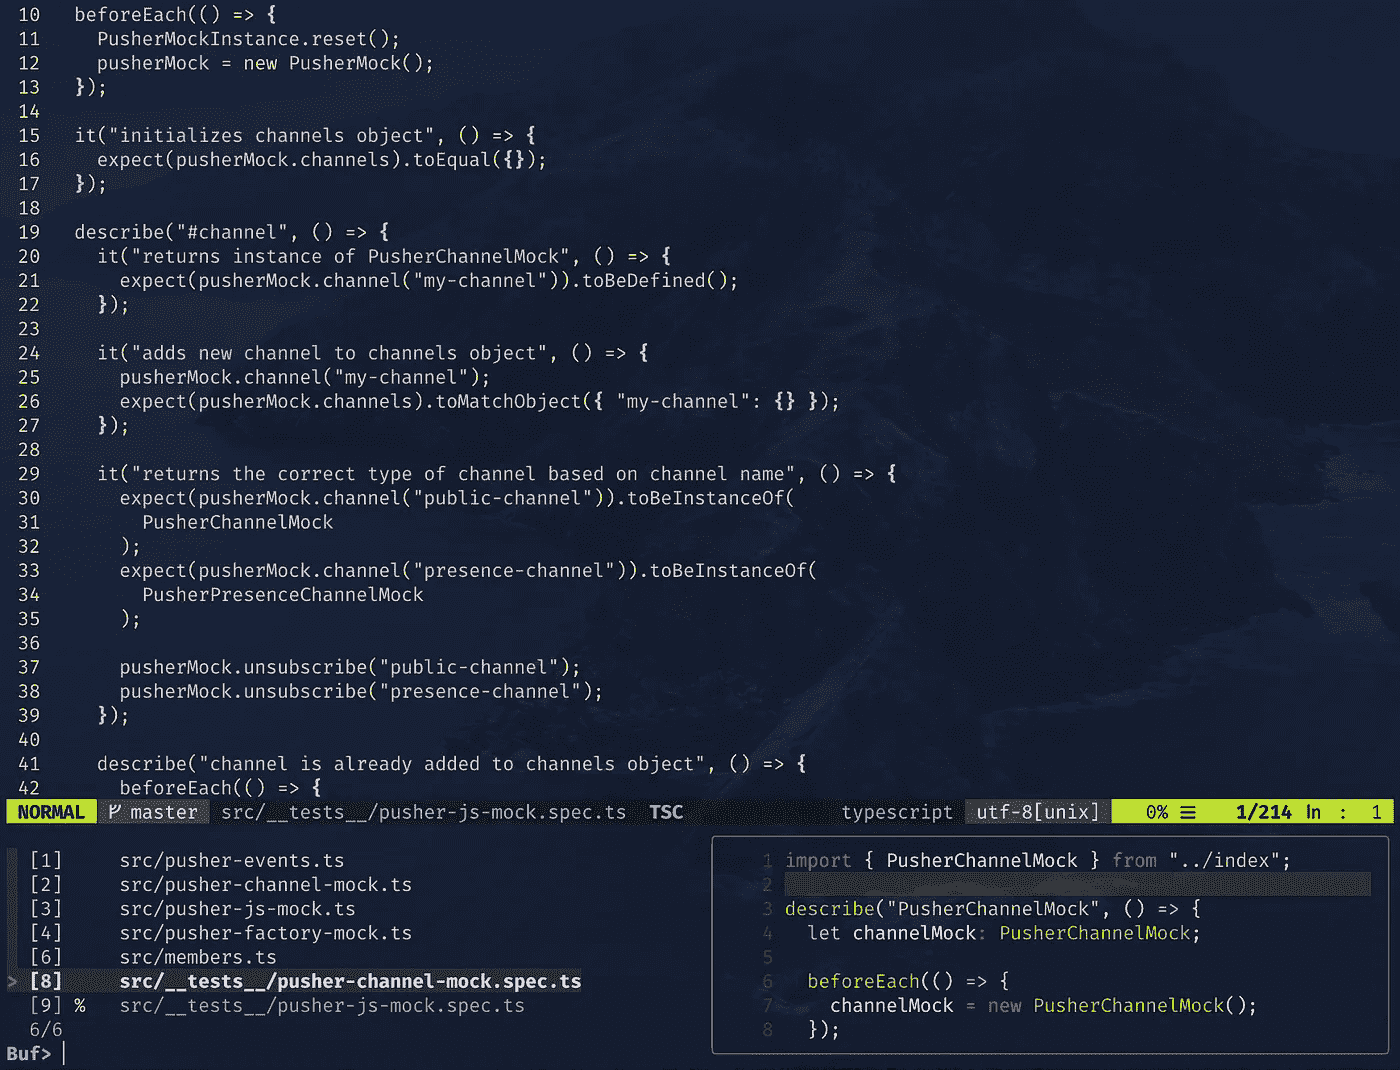 10 beforeEach(() => {
11 PusherMockInstance.reset();
12 pusherMock = new PusherMock();
13 });
14
15 it("initializes channels object", () => {
16 expect(pusherMock.channels).toEqual({});
17 });
18
19 describe("#channel", () => {
20 it("returns instance of PusherChannelMock", () => {
21 expect(pusherMock.channel("my-channel")).toBeDefined();
22 });
23
24 it("adds new channel to channels object", () => {
25 pusherMock.channel("my-channel");
26 expect(pusherMock.channels).toMatchObject({ "my-channel": {} });
27 });
28
29 it("returns the correct type of channel based on channel name", () => {
30 expect(pusherMock.channel("public-channel")).toBeInstanceOf(
31 PusherChannelMock
32 );
33 expect(pusherMock.channel("presence-channel")).toBeInstanceOf(
34 PusherPresenceChannelMock
35 );
36
37 pusherMock.unsubscribe("public-channel");
38 pusherMock.unsubscribe("presence-channel");
39 });
40
41 describe("channel is already added to channels object", () => {
42 beforeEach(() => {
NORMAL master src/__tests__/pusher-js-mock.spec.ts TSC typescript utf-8[unix] 0% ☰ 1/214 ln : 1
[1] src/pusher-events.ts
[2] src/pusher-channel-mock.ts
[3] src/pusher-js-mock.ts
[4] src/pusher-factory-mock.ts
[6] src/members.ts
> [8] src/__tests__/pusher-channel-mock.spec.ts
[9] % src/__tests__/pusher-js-mock.spec.ts
6/6
Buf>
1 import { PusherChannelMock } from "../index";
2
3 describe("PusherChannelMock", () => {
4 let channelMock: PusherChannelMock;
5
6 beforeEach(() => {
7 channelMock = new PusherChannelMock();
8 });